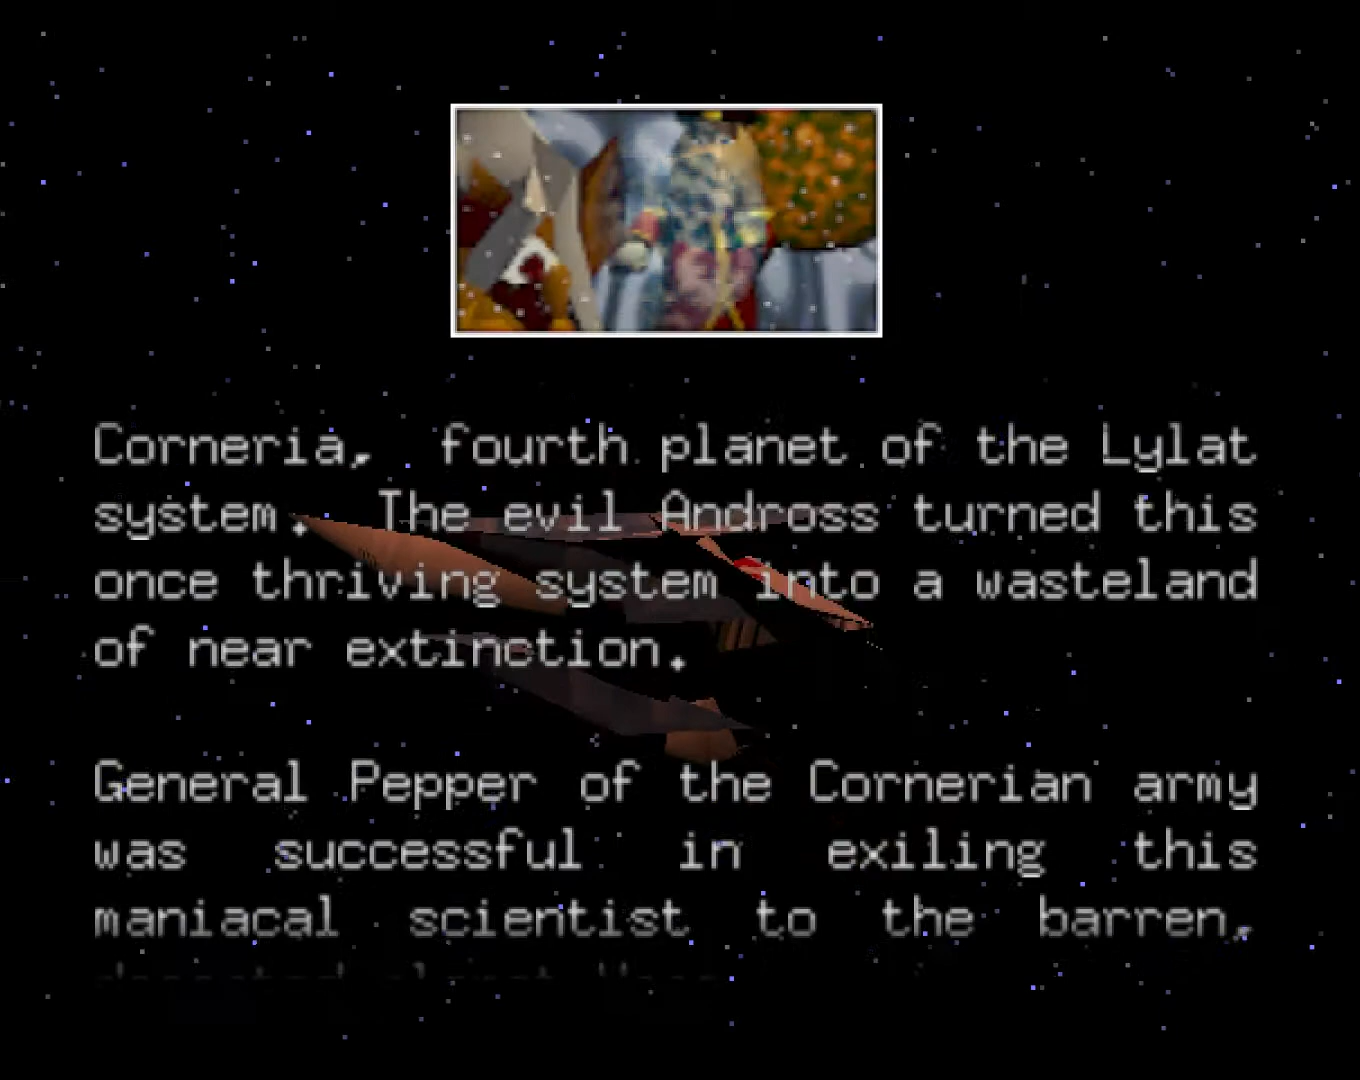 Corneria, fourth planet of the Lylat
system. The evil Andross turned this
once thriving system into a wasteland
of near extinction.
General Pepper of the Cornerian army
was successful in exiling this
maniacal scientist to the barren,